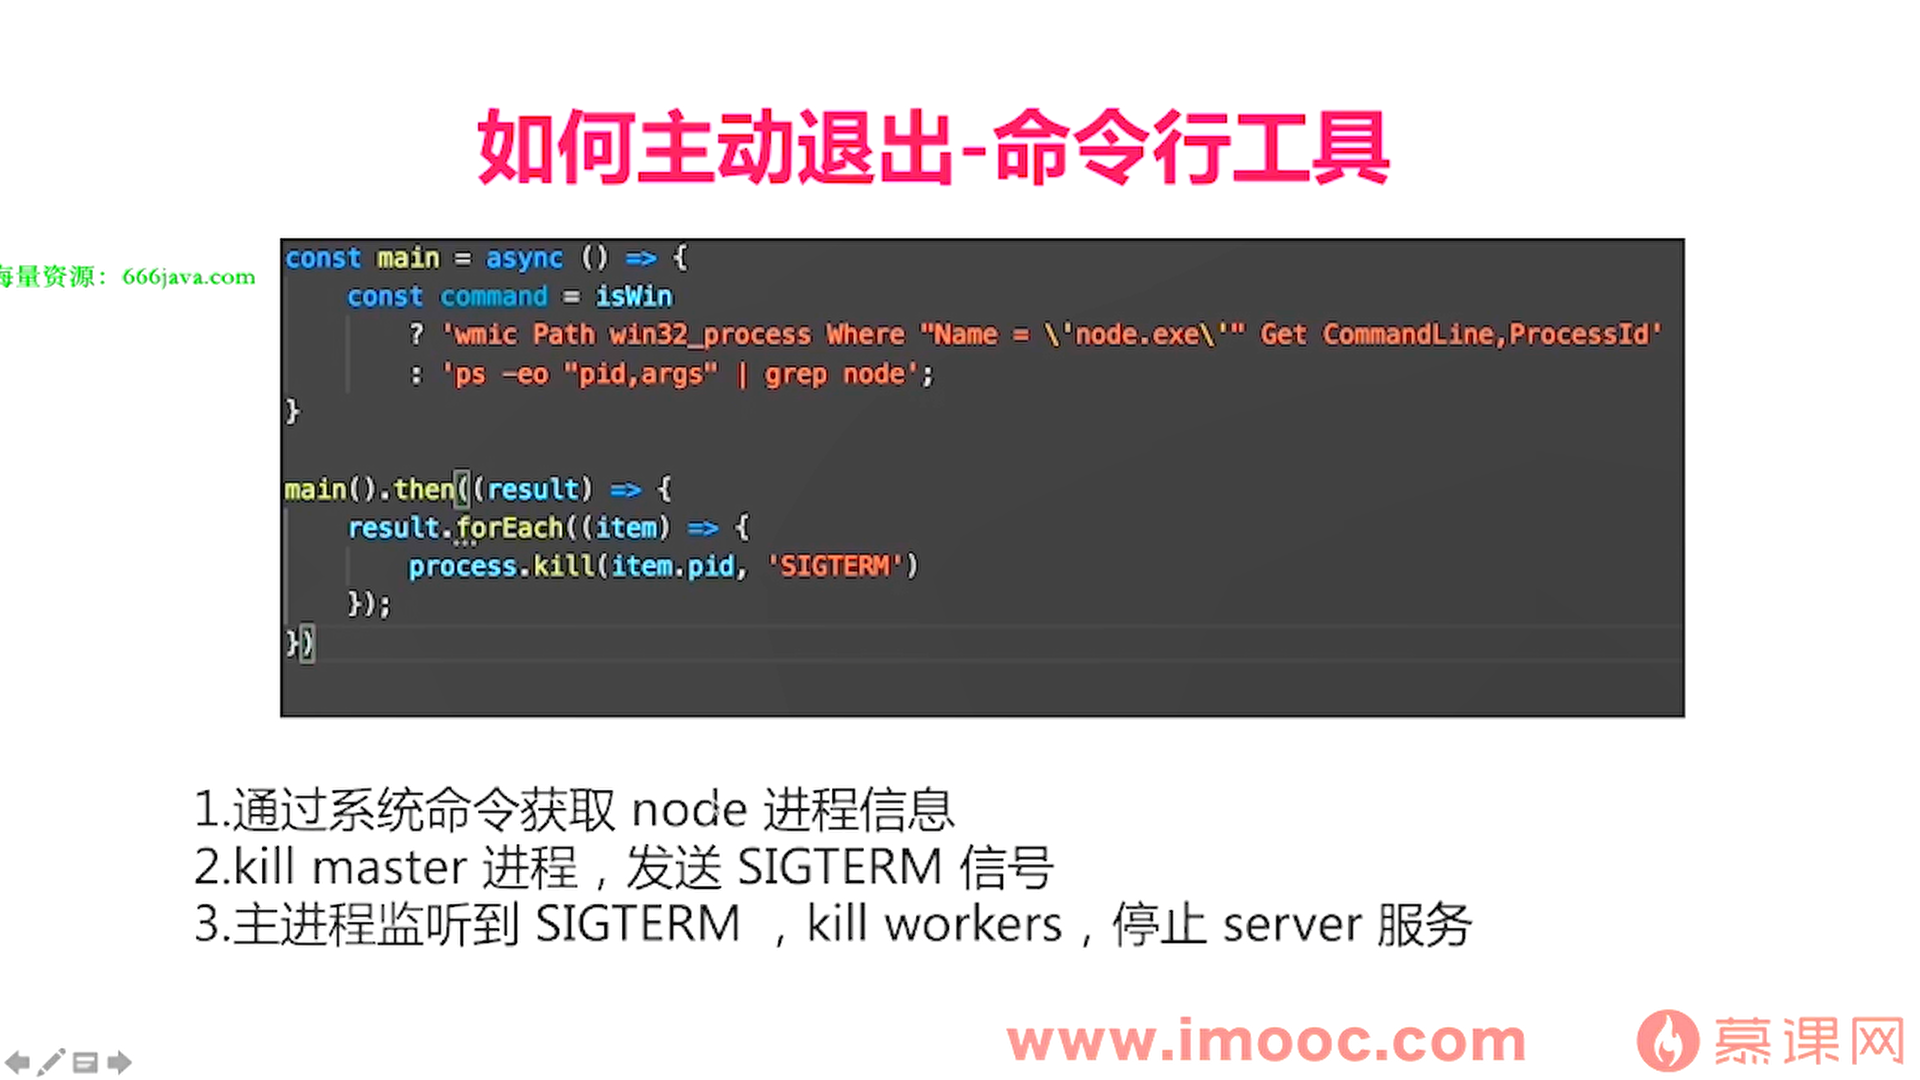 如何主动退出-命令行工具
海量资源：666java.com
const main = async () => {
    const command = isWin
        ? 'wmic Path win32_process Where "Name = \'node.exe\'" Get CommandLine,ProcessId'
        : 'ps -eo "pid,args" | grep node';
}
main().then((result) => {
    result.forEach((item) => {
        process.kill(item.pid, 'SIGTERM')
    });
})
1.通过系统命令获取 node 进程信息
2.kill master 进程，发送 SIGTERM 信号
3.主进程监听到 SIGTERM ，kill workers，停止 server 服务
www.imooc.com
慕课网